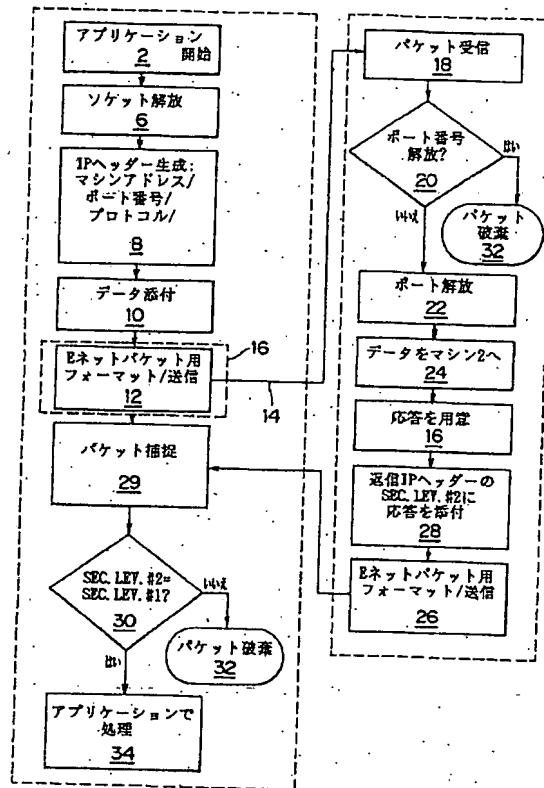 アプリケーション
2 開始
ソケット解放
6
IPヘッダー生成:
マシンアドレス/
ポート番号/
プロトコル/
8
データ添付
10
16
Eネットパケット用
フォーマット/送信
12
14
パケット捕捉
29
SEC. LEV. #2=
SEC. LEV. #1?
30
いいえ
はい
パケット破棄
32
アプリケーションで
処理
34
パケット受信
18
ポート番号
解放?
20
はい
いいえ
パケット
破棄
32
ポート解放
22
データをマシン2へ
24
応答を用意
16
返信IPヘッダーの
SEC. LEV. #2に
応答を添付
28
Eネットパケット用
フォーマット/送信
26